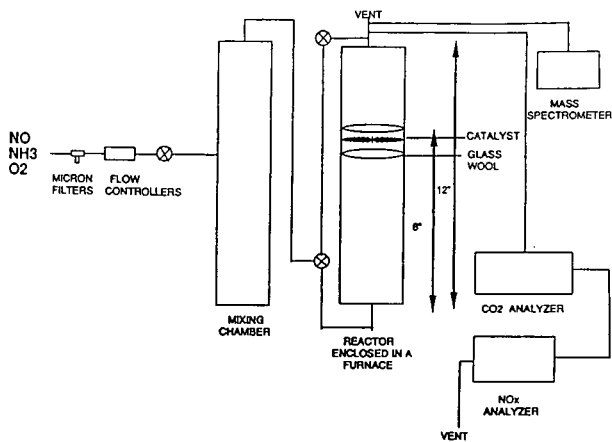 VENT
MASS
SPECTROMETER
NO
NH3
O2
CATALYST
GLASS
WOOL
MICRON
FILTERS
FLOW
CONTROLLERS
12"
8"
CO2 ANALYZER
MIXING
CHAMBER
REACTOR
ENCLOSED IN A
FURNACE
NOx
ANALYZER
VENT